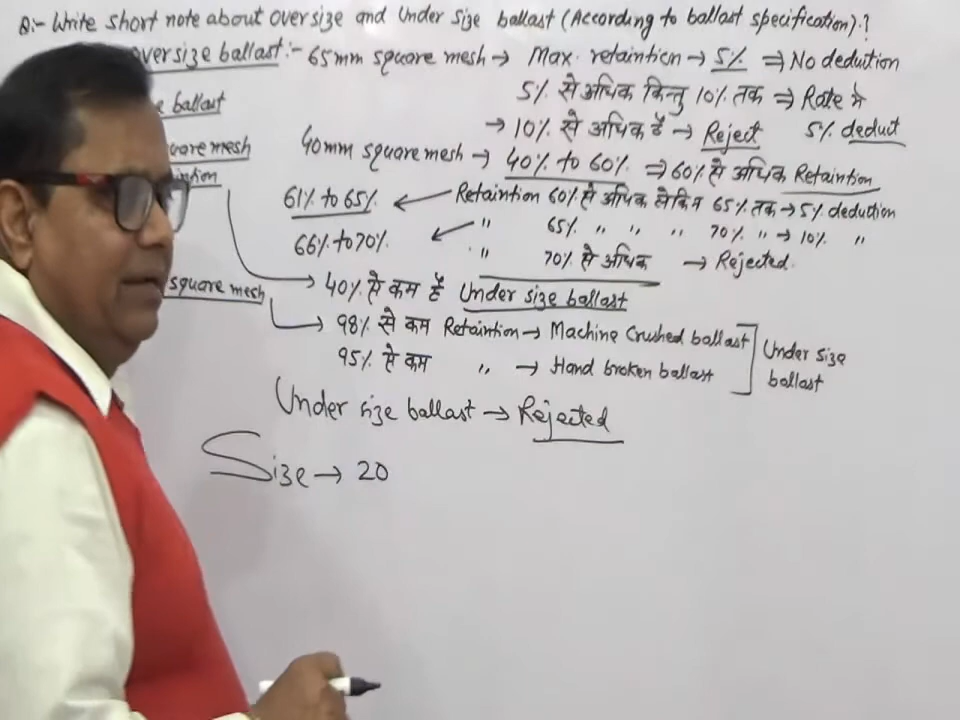 Q:- Write short note about oversize and Under Size ballast (According to ballast specification).?
oversize ballast:- 65mm square mesh → Max. retaintion → 5% ⇒ No deduction
5% से अधिक किन्तु 10% तक ⇒ Rate में
ballast
→ 10% से अधिक हैं → Reject 5% deduct
square mesh 40mm square mesh → 40% to 60% ⇒ 60% से अधिक Retaintion
61% to 65% ← Retaintion 60% से अधिक लेकिन 65% तक → 5% dedution
66% to 70% ← " 65% " " " 70% " → 10% "
" 70% से अधिक → Rejected.
square mesh → 40% से कम हैं Under size ballast
→ 98% से कम Retaintion → Machine Crushed ballast
95% से कम " → Hand broken ballast
Under size
ballast
Under size ballast → Rejected
Size → 20